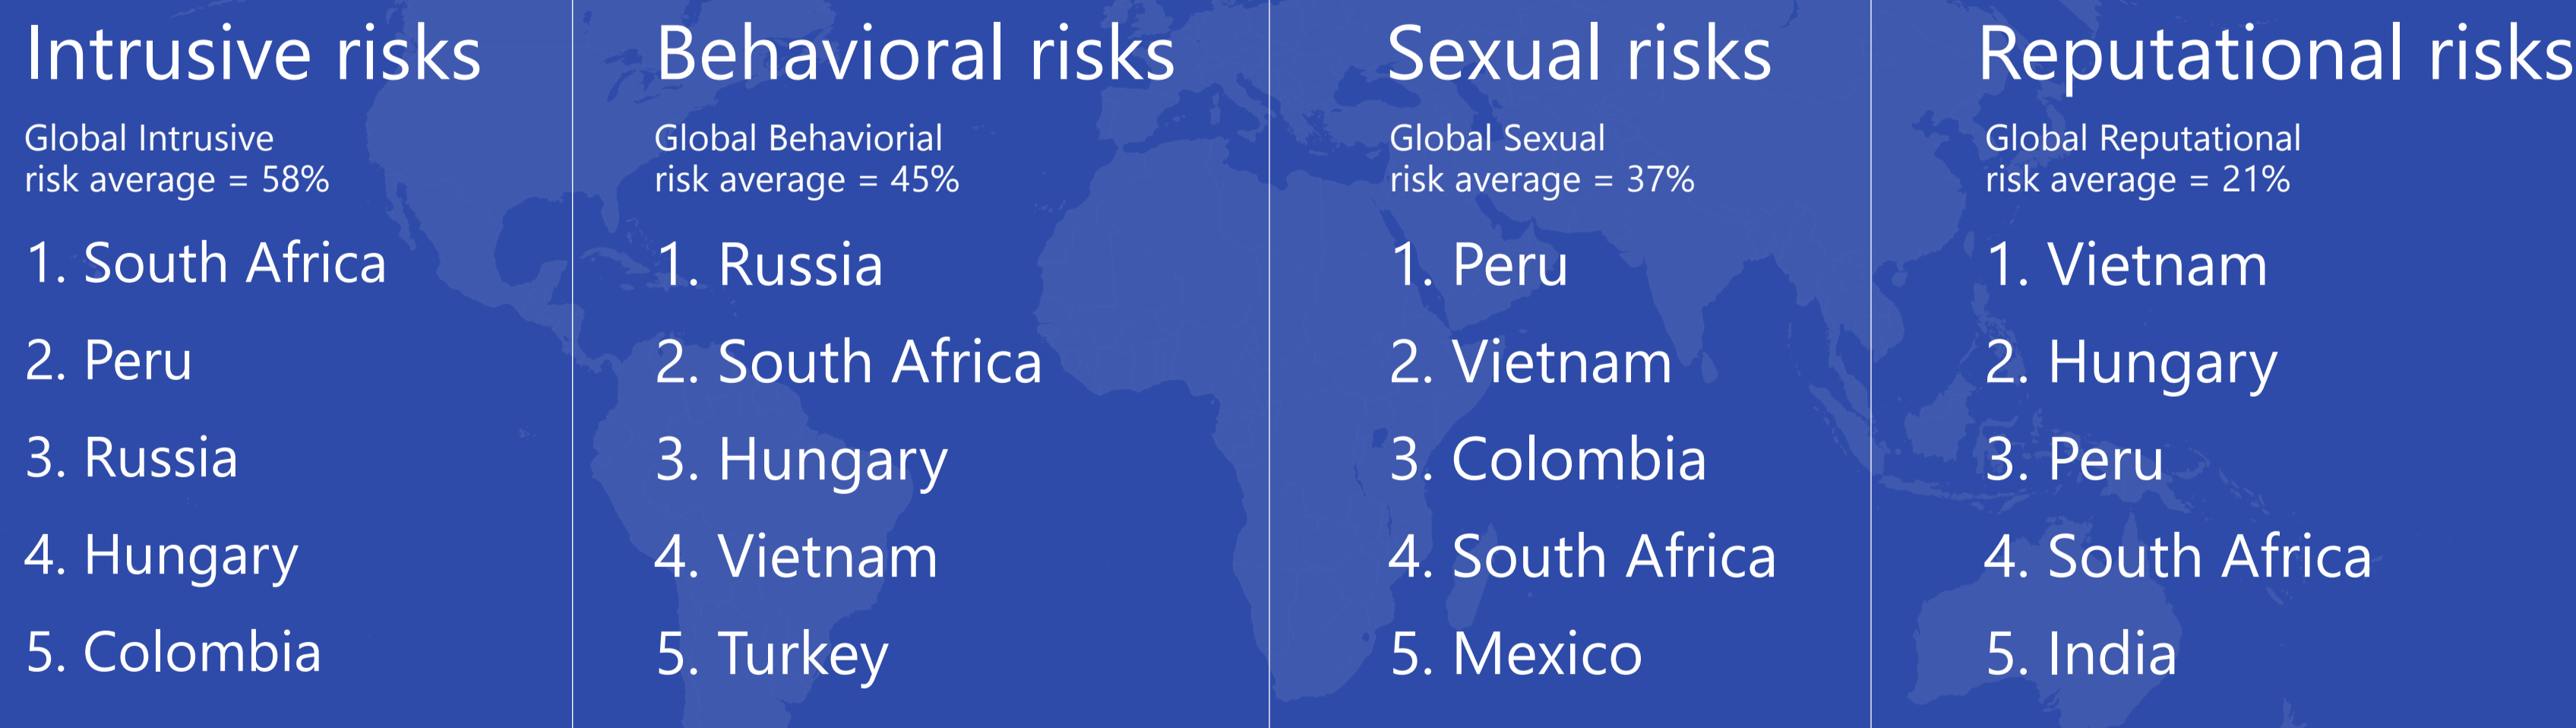 Intrusive risks
Global Intrusive
risk average = 58%
1. South Africa
2. Peru
3. Russia
4. Hungary
5. Colombia
Behavioral risks
Global Behaviorial
risk average = 45%
1. Russia
2. South Africa
3. Hungary
4. Vietnam
5. Turkey
Sexual risks
Global Sexual
risk average = 37%
1. Peru
2. Vietnam
3. Colombia
4. South Africa
5. Mexico
Reputational risks
Global Reputational
risk average = 21%
1. Vietnam
2. Hungary
3. Peru
4. South Africa
5. India